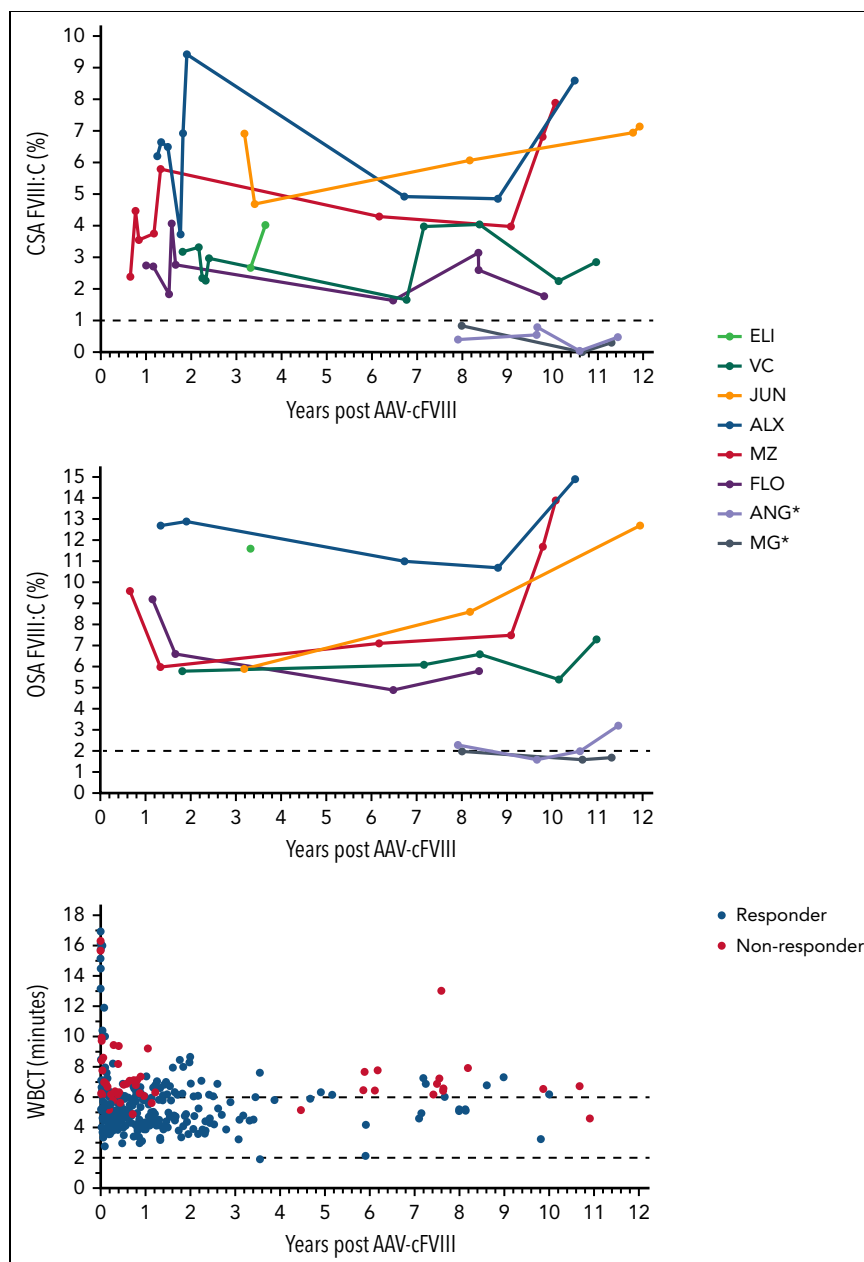 10
9
8
7
6
5
4
3
2
1
0
CSA FVIII:C (%)
0 1 2 3 4 5 6 7 8 9 10 11 12
Years post AAV-cFVIII
ELI
VC
JUN
ALX
MZ
FLO
ANG*
MG*
15
14
13
12
11
10
9
8
7
6
5
4
3
2
1
0
OSA FVIII:C (%)
0 1 2 3 4 5 6 7 8 9 10 11 12
Years post AAV-cFVIII
Responder
Non-responder
18
16
14
12
10
8
6
4
2
0
WBCT (minutes)
0 1 2 3 4 5 6 7 8 9 10 11 12
Years post AAV-cFVIII